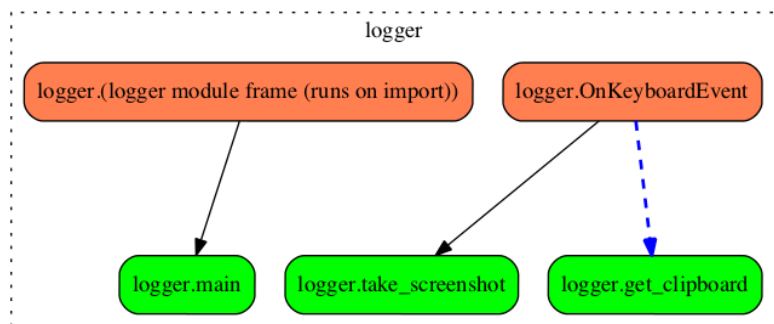 logger
logger.(logger module frame (runs on import))
logger.OnKeyboardEvent
logger.main
logger.take_screenshot
logger.get_clipboard